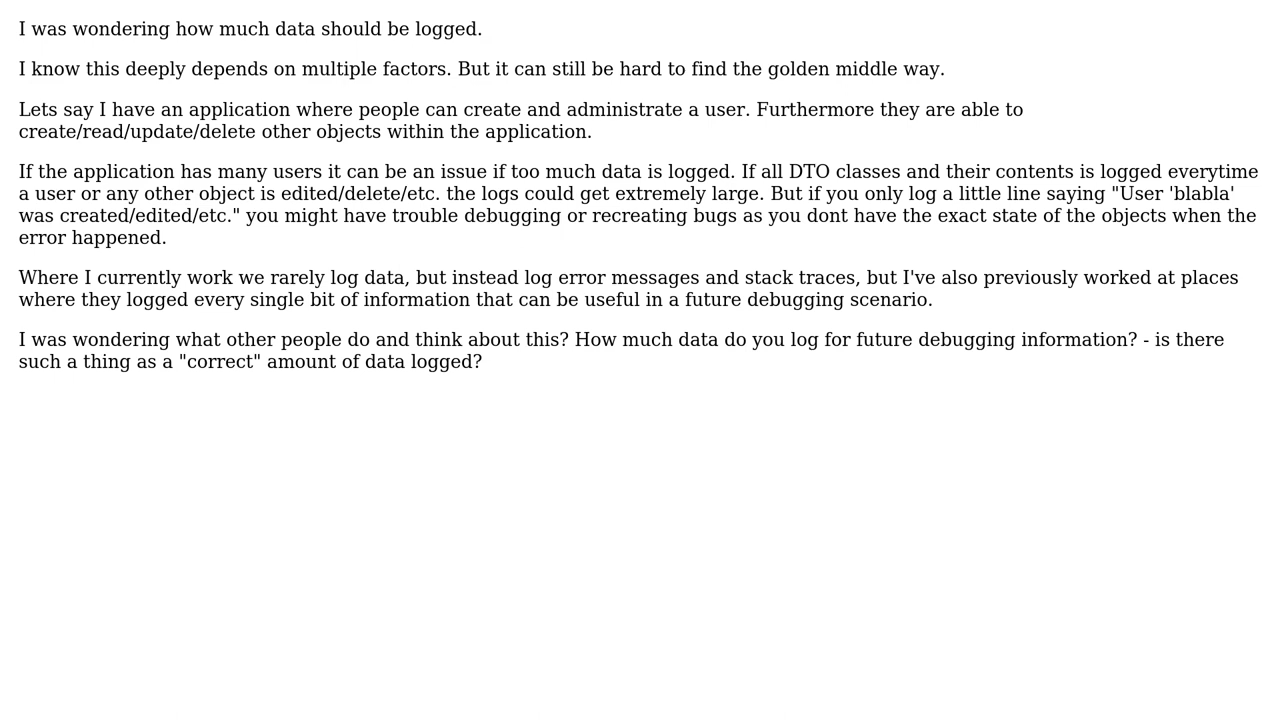 I was wondering how much data should be logged.
I know this deeply depends on multiple factors. But it can still be hard to find the golden middle way.
Lets say I have an application where people can create and administrate a user. Furthermore they are able to
create/read/update/delete other objects within the application.
If the application has many users it can be an issue if too much data is logged. If all DTO classes and their contents is logged everytime
a user or any other object is edited/delete/etc. the logs could get extremely large. But if you only log a little line saying "User 'blabla'
was created/edited/etc." you might have trouble debugging or recreating bugs as you dont have the exact state of the objects when the
error happened.
Where I currently work we rarely log data, but instead log error messages and stack traces, but I've also previously worked at places
where they logged every single bit of information that can be useful in a future debugging scenario.
I was wondering what other people do and think about this? How much data do you log for future debugging information? - is there
such a thing as a "correct" amount of data logged?